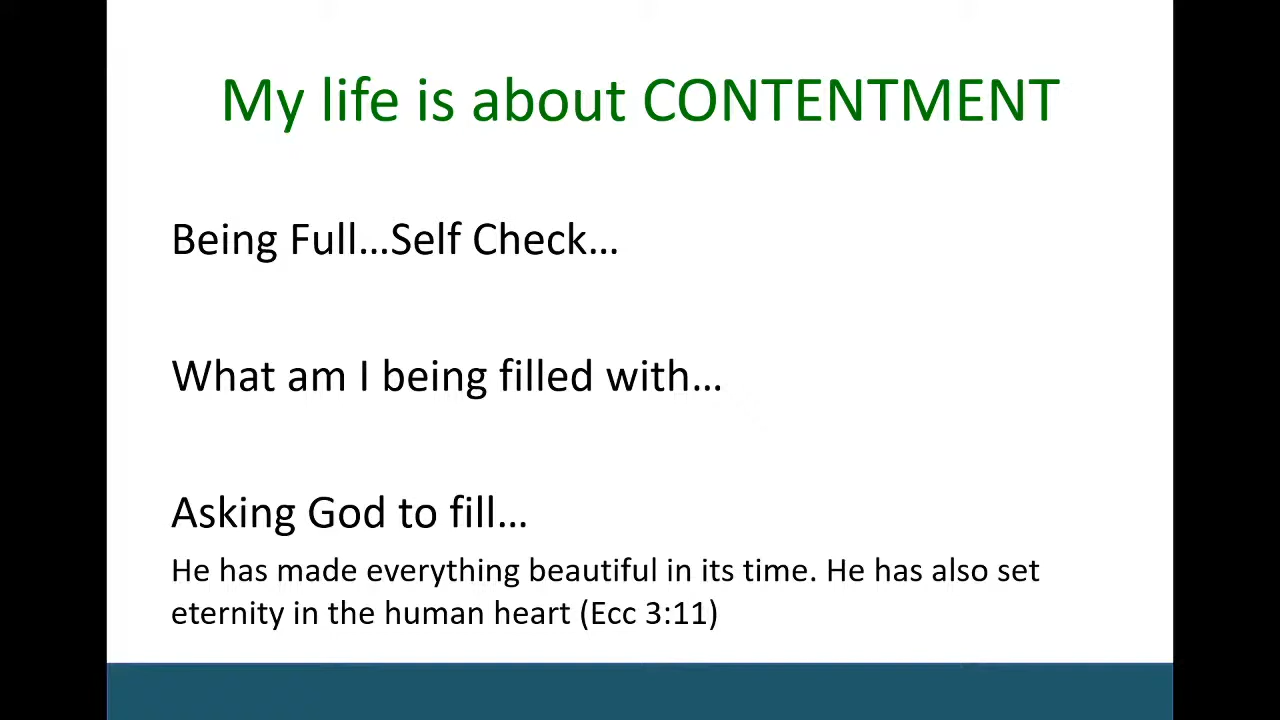 My life is about CONTENTMENT
Being Full…Self Check…
What am I being filled with…
Asking God to fill…
He has made everything beautiful in its time. He has also set
eternity in the human heart (Ecc 3:11)